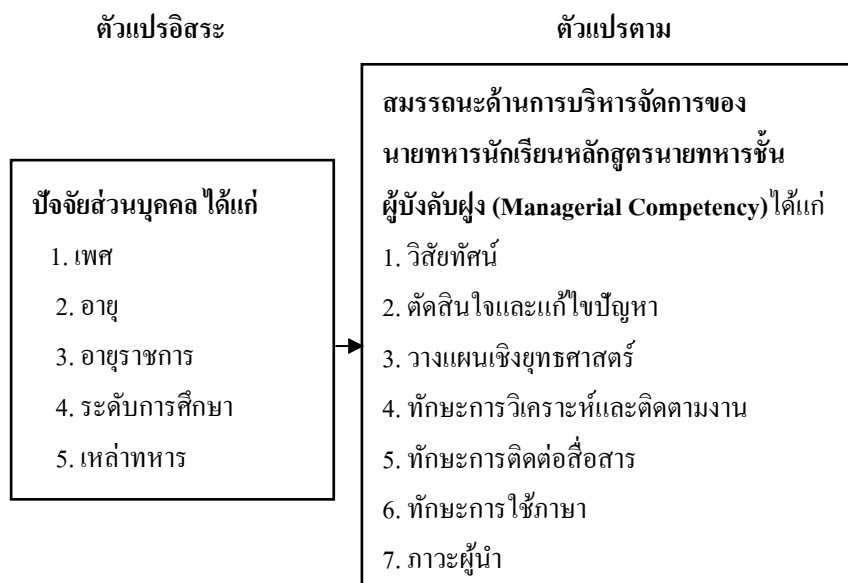 ตัวแปรอิสระ
ตัวแปรตาม
ปัจจัยส่วนบุคคล ได้แก่
1. เพศ
2. อายุ
3. อายุราชการ
4. ระดับการศึกษา
5. เหล่าทหาร
สมรรถนะด้านการบริหารจัดการของ
นายทหารนักเรียนหลักสูตรนายทหารชั้น
ผู้บังคับฝูง (Managerial Competency) ได้แก่
1. วิสัยทัศน์
2. ตัดสินใจและแก้ไขปัญหา
3. วางแผนเชิงยุทธศาสตร์
4. ทักษะการวิเคราะห์และติดตามงาน
5. ทักษะการติดต่อสื่อสาร
6. ทักษะการใช้ภาษา
7. ภาวะผู้นำ